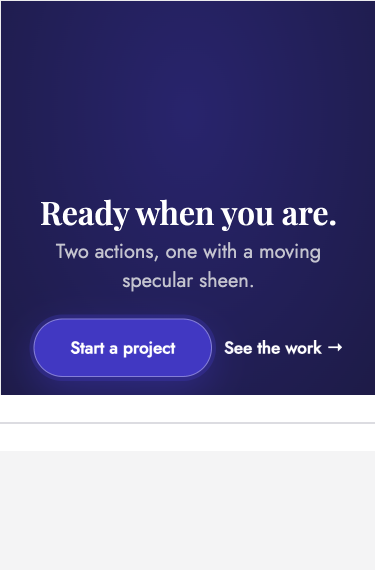 Ready when you are.
Two actions, one with a moving
specular sheen.
Start a project
See the work →